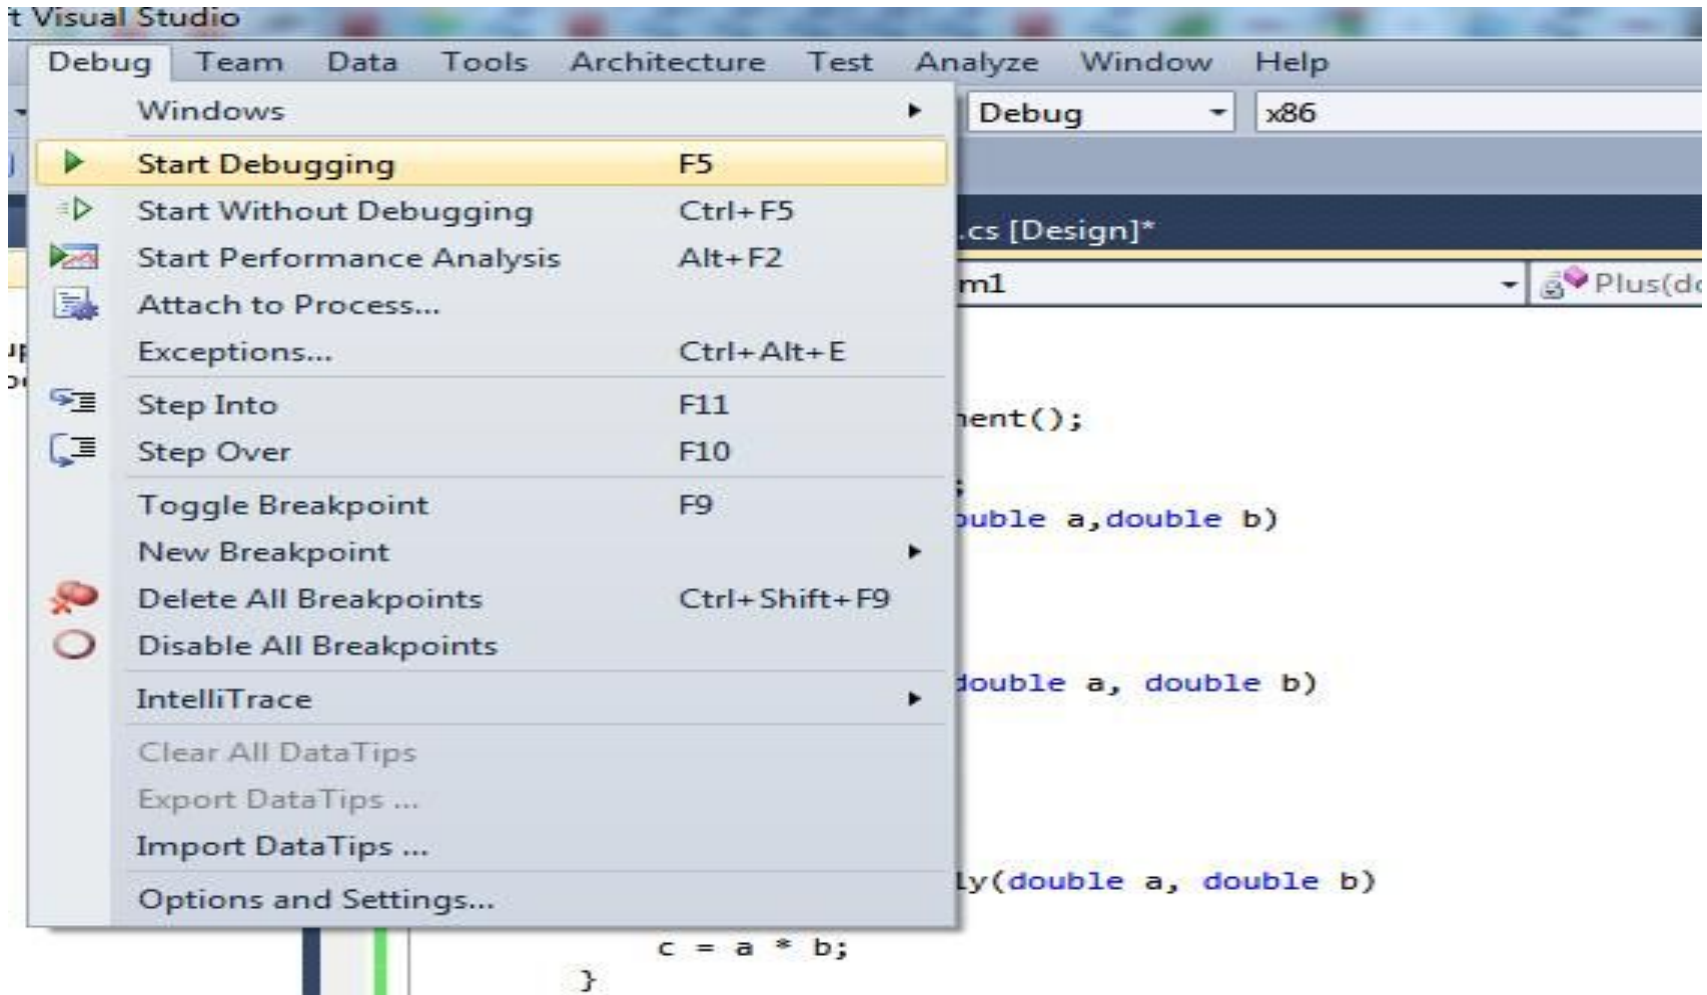 t Visual Studio
Debug Team Data Tools Architecture Test Analyze Window Help
Windows
Debug x86
Start Debugging F5
Start Without Debugging Ctrl+F5
.cs [Design]*
Start Performance Analysis Alt+F2
m1 Plus(do
Attach to Process...
Exceptions... Ctrl+Alt+E
Step Into F11
ent();
Step Over F10
Toggle Breakpoint F9
;
uble a,double b)
New Breakpoint
Delete All Breakpoints Ctrl+Shift+F9
Disable All Breakpoints
double a, double b)
IntelliTrace
Clear All DataTips
Export DataTips ...
Import DataTips ...
ly(double a, double b)
Options and Settings...
c = a * b;
}